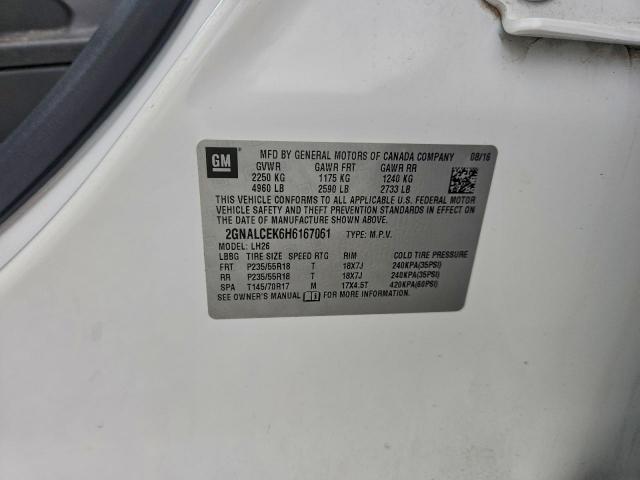 GM MFD BY GENERAL MOTORS OF CANADA COMPANY 08/16
GVWR GAWR FRT GAWR RR
2250 KG 1175 KG 1240 KG
4960 LB 2590 LB 2733 LB
THIS VEHICLE CONFORMS TO ALL APPLICABLE U.S. FEDERAL MOTOR
VEHICLE SAFETY, BUMPER, AND THEFT PREVENTION STANDARDS
IN EFFECT ON THE DATE OF MANUFACTURE SHOWN ABOVE.
2GNALCEK6H6167061 TYPE: M.P.V.
MODEL: LH26
LBBG TIRE SIZE SPEED RTG RIM COLD TIRE PRESSURE
FRT P235/55R18 T 18X7J 240KPA(35PSI)
RR P235/55R18 T 18X7J 240KPA(35PSI)
SPA T145/70R17 M 17X4.5T 420KPA(60PSI)
SEE OWNER'S MANUAL FOR MORE INFORMATION.